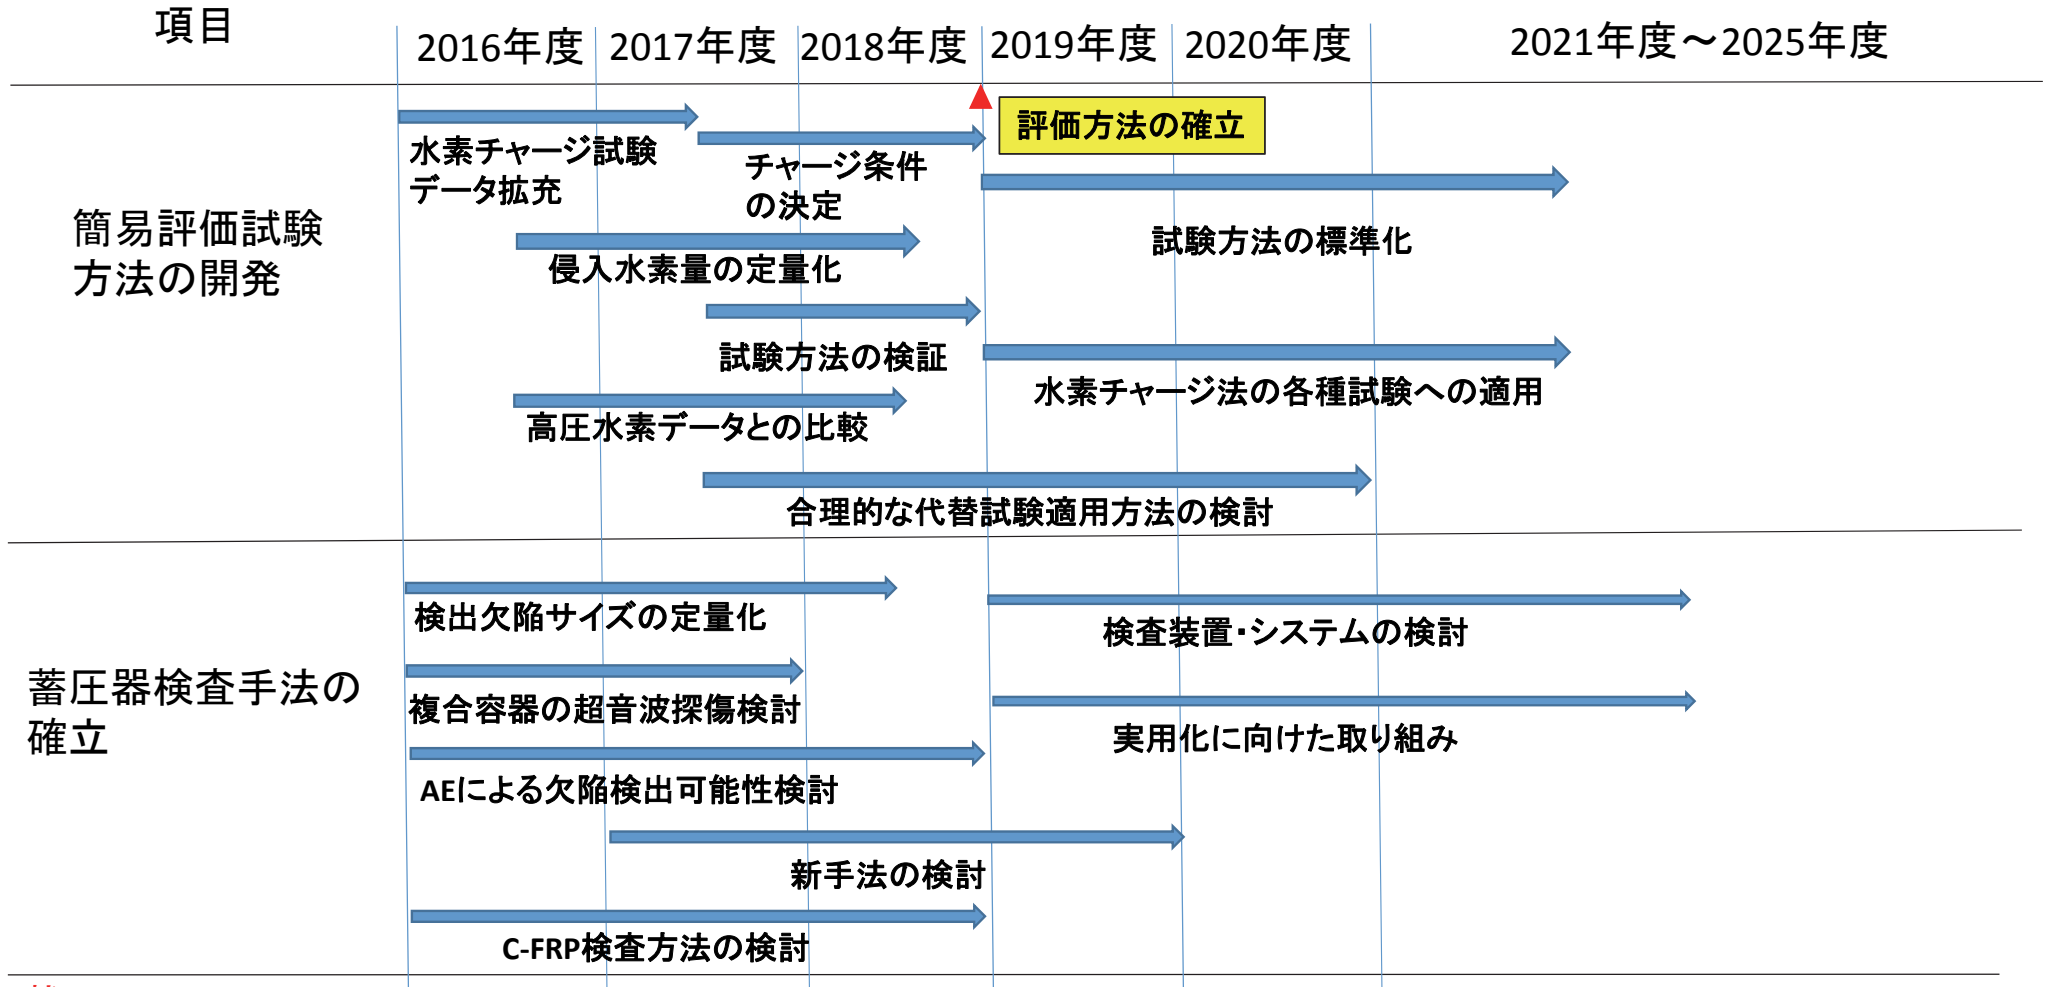 項目
2016年度
2017年度
2018年度
2019年度
2020年度
2021年度～2025年度
簡易評価試験
方法の開発
水素チャージ試験
データ拡充
チャージ条件
の決定
評価方法の確立
試験方法の標準化
侵入水素量の定量化
試験方法の検証
水素チャージ法の各種試験への適用
高圧水素データとの比較
合理的な代替試験適用方法の検討
蓄圧器検査手法の
確立
検出欠陥サイズの定量化
検査装置・システムの検討
複合容器の超音波探傷検討
実用化に向けた取り組み
AEによる欠陥検出可能性検討
新手法の検討
C-FRP検査方法の検討